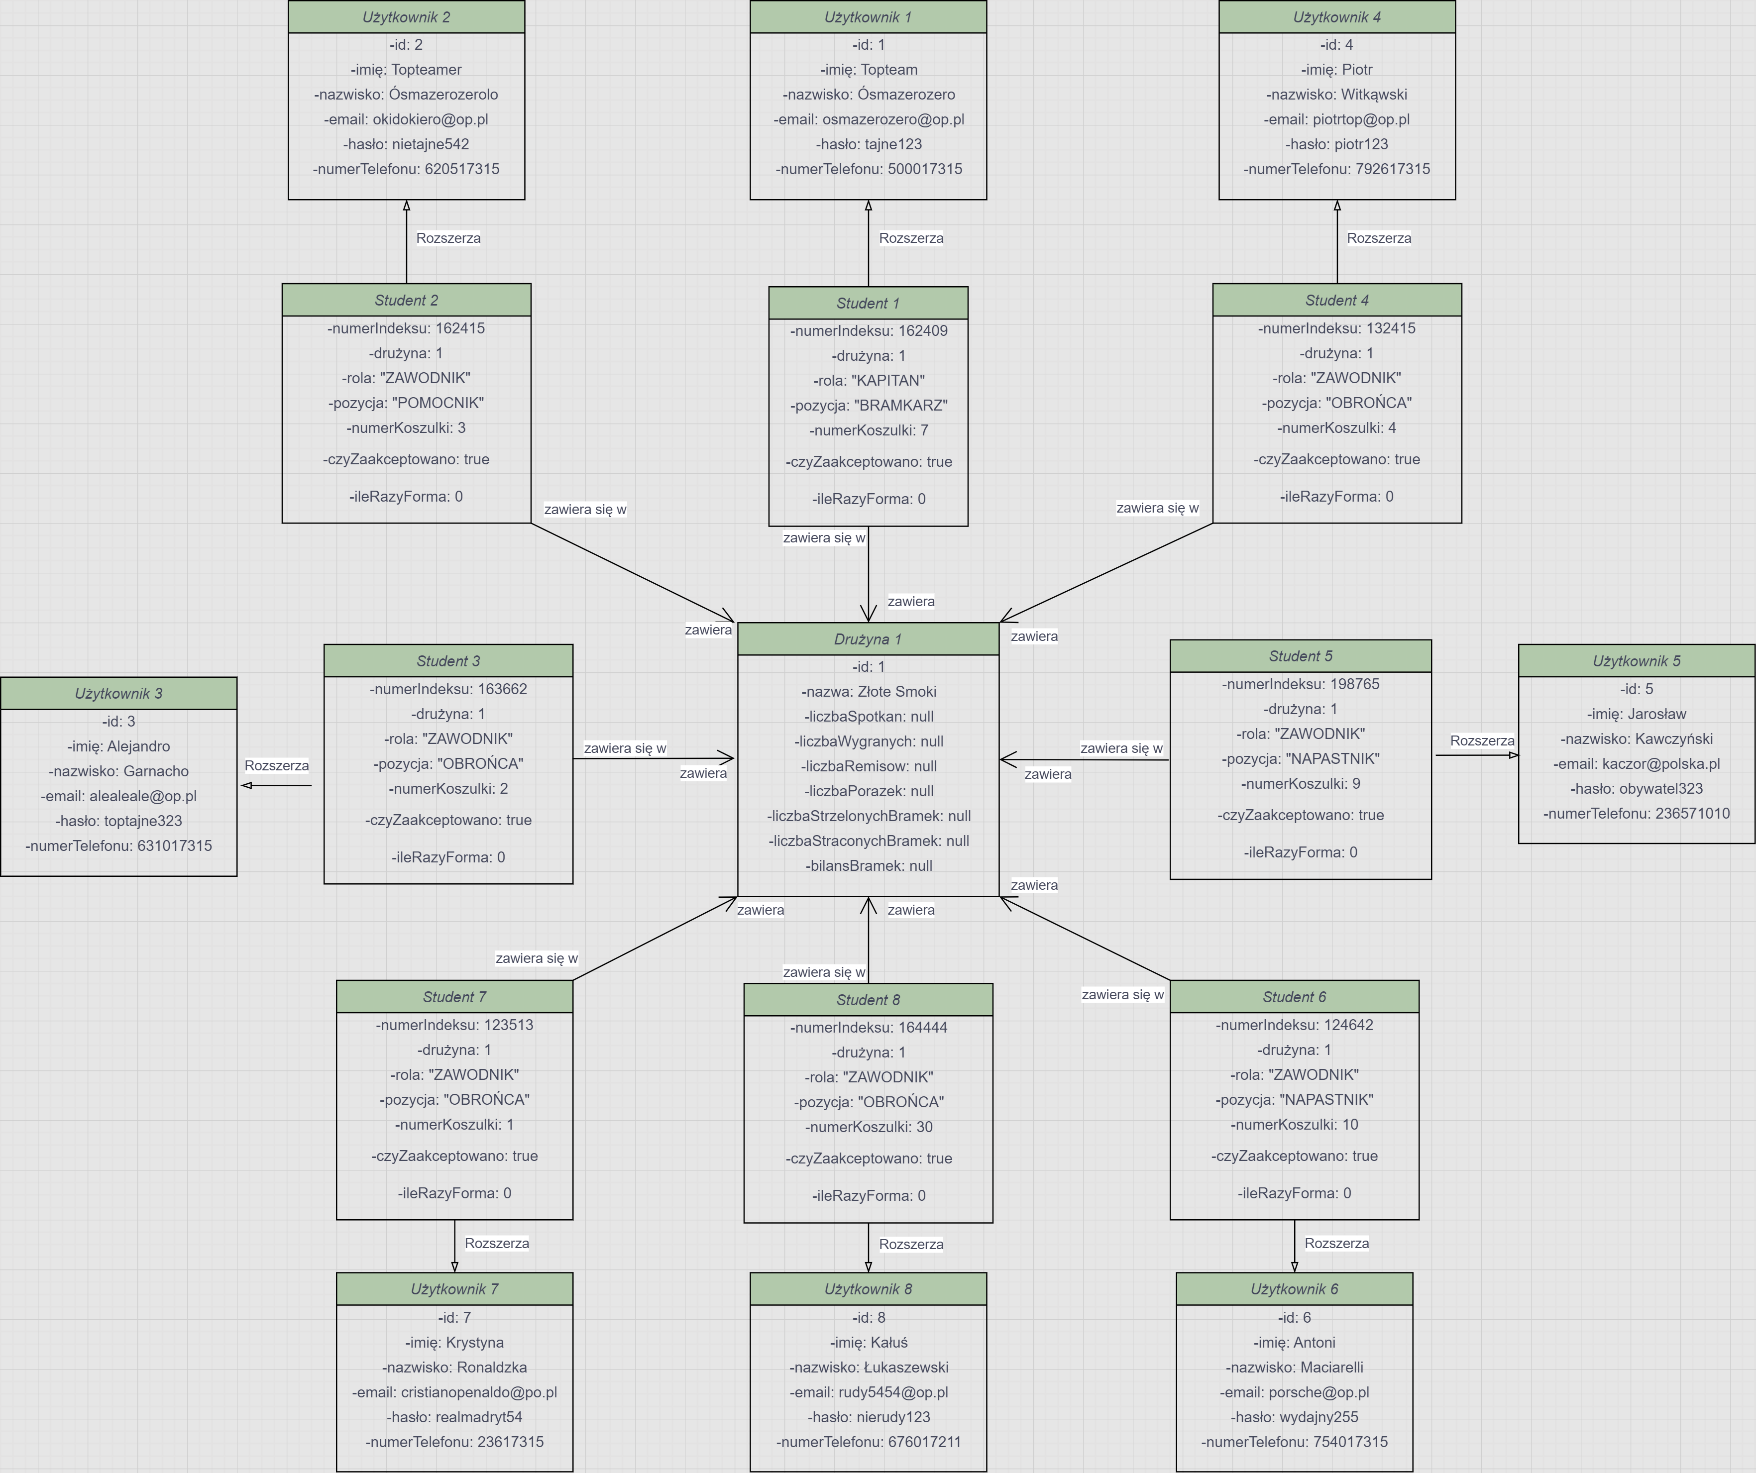 Użytkownik 2
-id: 2
-imię: Topteamer
-nazwisko: Ósmazerozerolo
-email: okidokiero@op.pl
-hasło: nietajne542
-numerTelefonu: 620517315
Użytkownik 1
-id: 1
-imię: Topteam
-nazwisko: Ósmazerozero
-email: osmazerozero@op.pl
-hasło: tajne123
-numerTelefonu: 500017315
Użytkownik 4
-id: 4
-imię: Piotr
-nazwisko: Witkąwski
-email: piotrtop@op.pl
-hasło: piotr123
-numerTelefonu: 792617315
Rozszerza
Rozszerza
Rozszerza
Student 2
-numerIndeksu: 162415
-drużyna: 1
-rola: "ZAWODNIK"
-pozycja: "POMOCNIK"
-numerKoszulki: 3
-czyZaakceptowano: true
-ileRazyForma: 0
Student 1
-numerIndeksu: 162409
-drużyna: 1
-rola: "KAPITAN"
-pozycja: "BRAMKARZ"
-numerKoszulki: 7
-czyZaakceptowano: true
-ileRazyForma: 0
Student 4
-numerIndeksu: 132415
-drużyna: 1
-rola: "ZAWODNIK"
-pozycja: "OBROŃCA"
-numerKoszulki: 4
-czyZaakceptowano: true
-ileRazyForma: 0
zawiera się w
zawiera się w
zawiera się w
zawiera
zawiera
zawiera
Użytkownik 3
-id: 3
-imię: Alejandro
-nazwisko: Garnacho
-email: alealeale@op.pl
-hasło: toptajne323
-numerTelefonu: 631017315
Rozszerza
Student 3
-numerIndeksu: 163662
-drużyna: 1
-rola: "ZAWODNIK"
-pozycja: "OBROŃCA"
-numerKoszulki: 2
-czyZaakceptowano: true
-ileRazyForma: 0
zawiera się w
zawiera
Drużyna 1
-id: 1
-nazwa: Złote Smoki
-liczbaSpotkan: null
-liczbaWygranych: null
-liczbaRemisow: null
-liczbaPorazek: null
-liczbaStrzelonychBramek: null
-liczbaStraconychBramek: null
-bilansBramek: null
zawiera się w
zawiera
Student 5
-numerIndeksu: 198765
-drużyna: 1
-rola: "ZAWODNIK"
-pozycja: "NAPASTNIK"
-numerKoszulki: 9
-czyZaakceptowano: true
-ileRazyForma: 0
Rozszerza
Użytkownik 5
-id: 5
-imię: Jarosław
-nazwisko: Kawczyński
-email: kaczor@polska.pl
-hasło: obywatel323
-numerTelefonu: 236571010
zawiera
zawiera
zawiera
zawiera się w
zawiera się w
zawiera się w
Student 7
-numerIndeksu: 123513
-drużyna: 1
-rola: "ZAWODNIK"
-pozycja: "OBROŃCA"
-numerKoszulki: 1
-czyZaakceptowano: true
-ileRazyForma: 0
Student 8
-numerIndeksu: 164444
-drużyna: 1
-rola: "ZAWODNIK"
-pozycja: "OBROŃCA"
-numerKoszulki: 30
-czyZaakceptowano: true
-ileRazyForma: 0
Student 6
-numerIndeksu: 124642
-drużyna: 1
-rola: "ZAWODNIK"
-pozycja: "NAPASTNIK"
-numerKoszulki: 10
-czyZaakceptowano: true
-ileRazyForma: 0
Rozszerza
Rozszerza
Rozszerza
Użytkownik 7
-id: 7
-imię: Krystyna
-nazwisko: Ronaldzka
-email: cristianopenaldo@po.pl
-hasło: realmadryt54
-numerTelefonu: 23617315
Użytkownik 8
-id: 8
-imię: Kałuś
-nazwisko: Łukaszewski
-email: rudy5454@op.pl
-hasło: nierudy123
-numerTelefonu: 676017211
Użytkownik 6
-id: 6
-imię: Antoni
-nazwisko: Maciarelli
-email: porsche@op.pl
-hasło: wydajny255
-numerTelefonu: 754017315